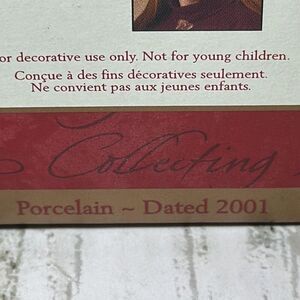 or decorative use only. Not for young children.
Conçue à des fins décoratives seulement.
Ne convient pas aux jeunes enfants.
Collecting
Porcelain ~ Dated 2001